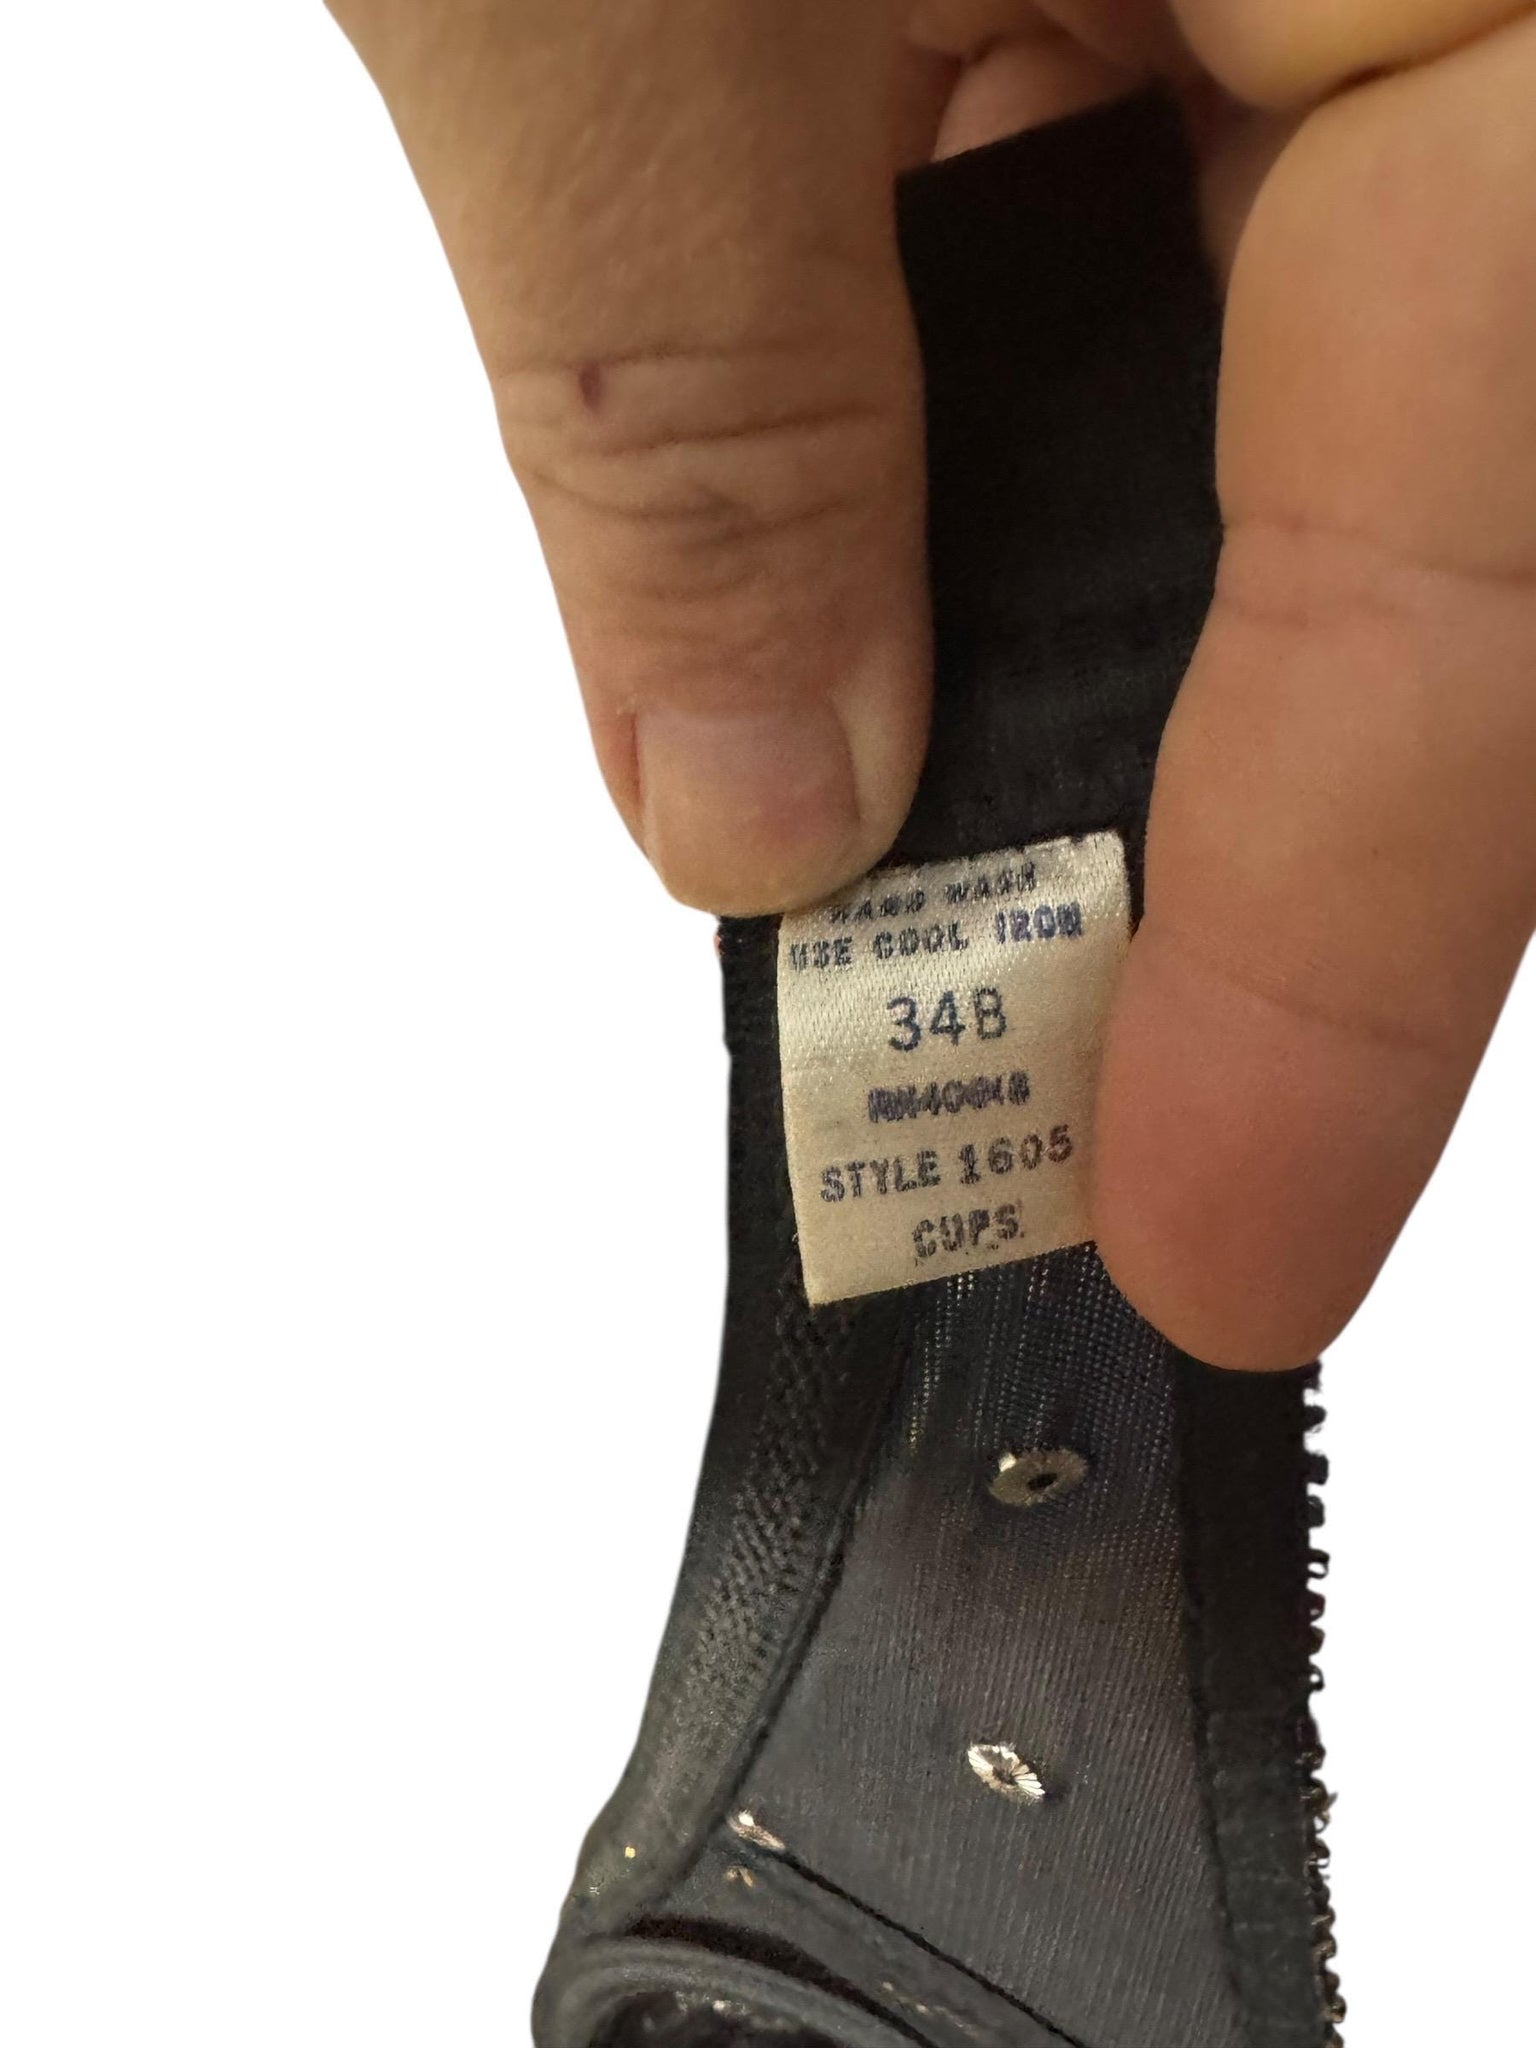 HAND WASH
USE COOL IRON
34B
STYLE 1605
CUPS